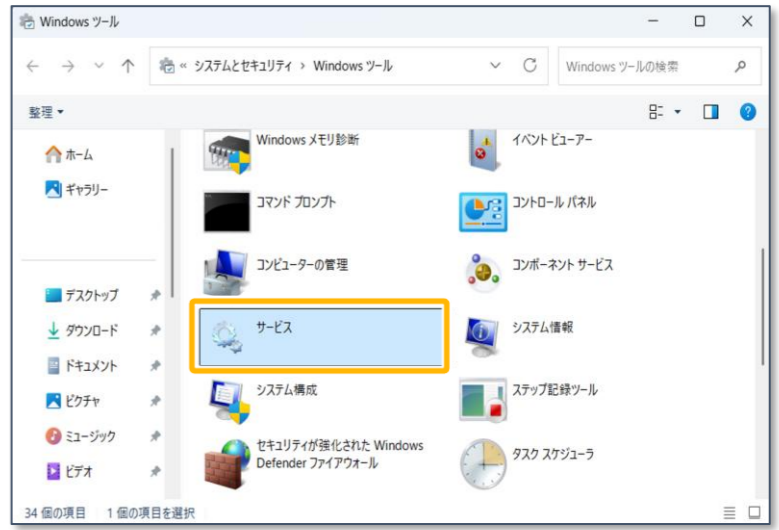 Windows ツール
« システムとセキュリティ › Windows ツール
Windows ツールの検索
整理
ホーム
ギャラリー
デスクトップ
ダウンロード
ドキュメント
ピクチャ
ミュージック
ビデオ
Windows メモリ診断
イベント ビューアー
コマンド プロンプト
コントロール パネル
コンピューターの管理
コンポーネント サービス
サービス
システム情報
システム構成
ステップ記録ツール
セキュリティが強化された Windows
Defender ファイアウォール
タスク スケジューラ
34 個の項目
1 個の項目を選択